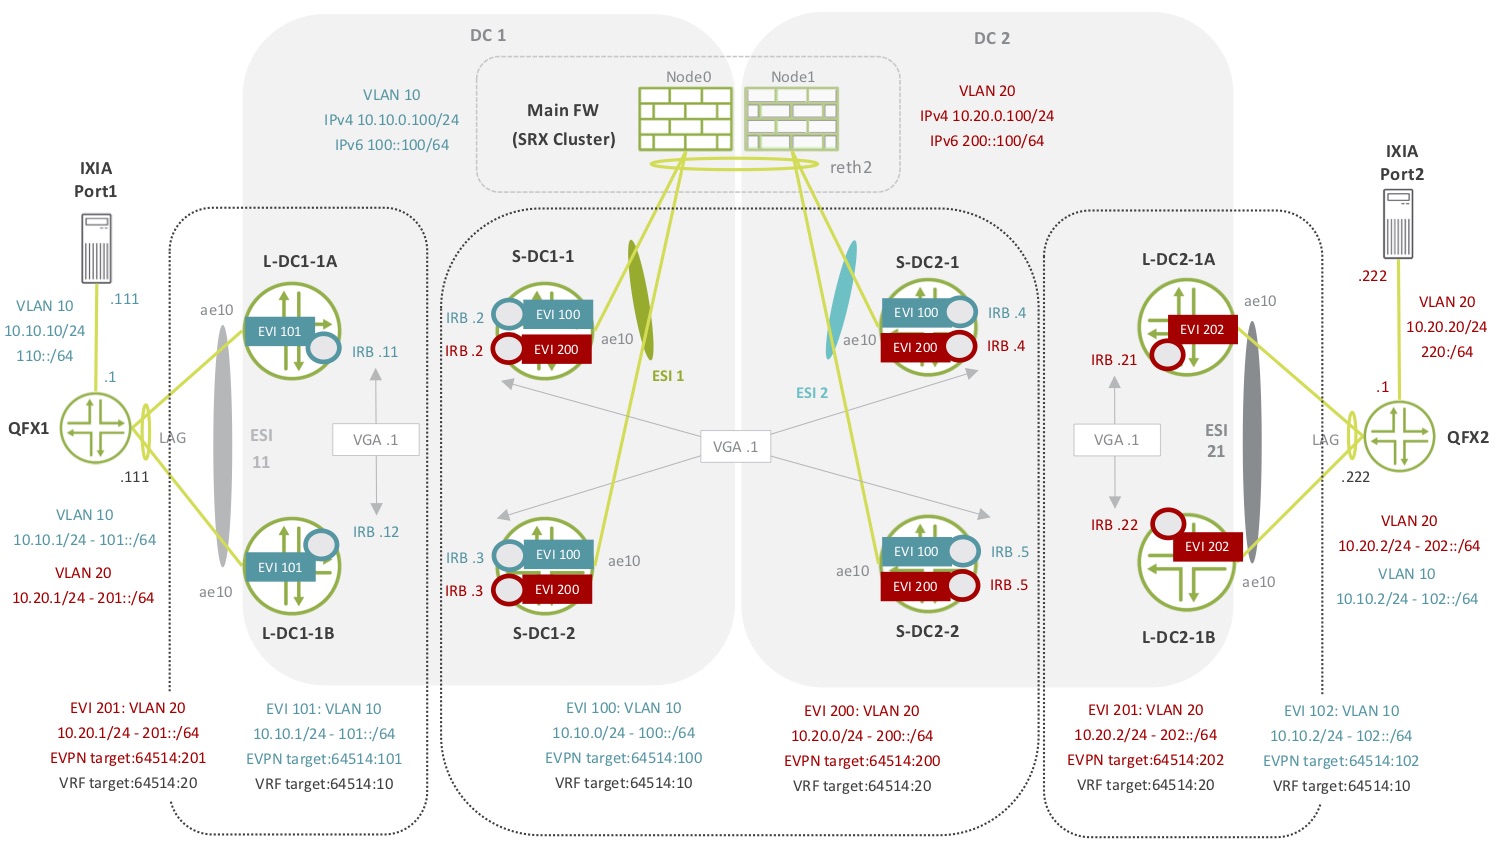 DC 1
DC 2
Node0
Node1
Main FW
(SRX Cluster)
reth2
VLAN 10
IPv4 10.10.0.100/24
IPv6 100::100/64
VLAN 20
IPv4 10.20.0.100/24
IPv6 200::100/64
IXIA
Port1
.111
VLAN 10
10.10.10/24
110::/64
.1
QFX1
LAG
.111
VLAN 10
10.10.1/24 - 101::/64
VLAN 20
10.20.1/24 - 201::/64
L-DC1-1A
ae10
EVI 101
IRB .11
ESI
11
VGA .1
IRB .12
EVI 101
ae10
L-DC1-1B
S-DC1-1
IRB .2
EVI 100
IRB .2
EVI 200
ae10
ESI 1
VGA .1
IRB .3
EVI 100
ae10
IRB .3
EVI 200
S-DC1-2
S-DC2-1
EVI 100
IRB .4
ae10
EVI 200
IRB .4
ESI 2
EVI 100
IRB .5
ae10
EVI 200
IRB .5
S-DC2-2
L-DC2-1A
ae10
EVI 202
IRB .21
VGA .1
ESI
21
IRB .22
EVI 202
ae10
L-DC2-1B
IXIA
Port2
.222
VLAN 20
10.20.20/24
220:/64
.1
LAG
QFX2
.222
VLAN 20
10.20.2/24 - 202::/64
VLAN 10
10.10.2/24 - 102::/64
EVI 201: VLAN 20
10.20.1/24 - 201::/64
EVPN target:64514:201
VRF target:64514:20
EVI 101: VLAN 10
10.10.1/24 - 101::/64
EVPN target:64514:101
VRF target:64514:10
EVI 100: VLAN 10
10.10.0/24 - 100::/64
EVPN target:64514:100
VRF target:64514:10
EVI 200: VLAN 20
10.20.0/24 - 200::/64
EVPN target:64514:200
VRF target:64514:20
EVI 201: VLAN 20
10.20.2/24 - 202::/64
EVPN target:64514:202
VRF target:64514:20
EVI 102: VLAN 10
10.10.2/24 - 102::/64
EVPN target:64514:102
VRF target:64514:10